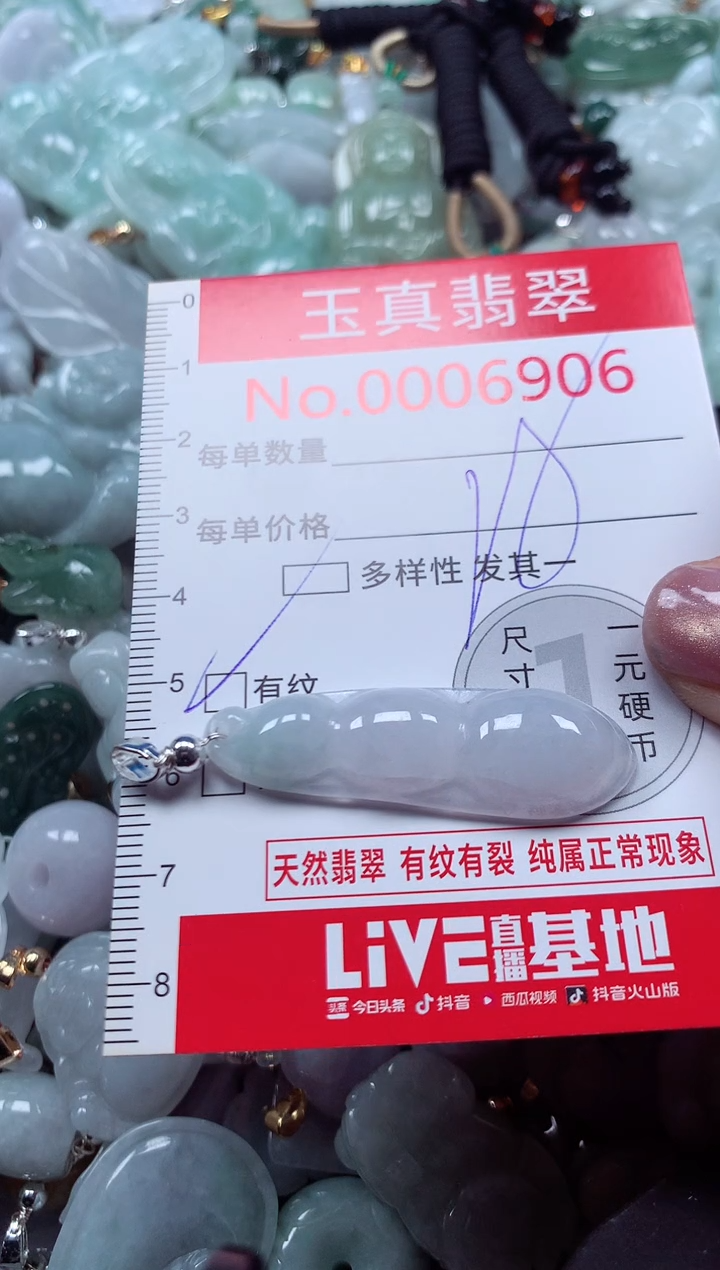 玉真翡翠
No.0006906
0
1
2
每单数量
3
每单价格
多样性 发其一
4
尺寸
1
一元硬币
5
有纹
6
天然翡翠 有纹有裂 纯属正常现象
7
LiVE直播基地
8
头条 今日头条 抖音 西瓜视频 抖音火山版